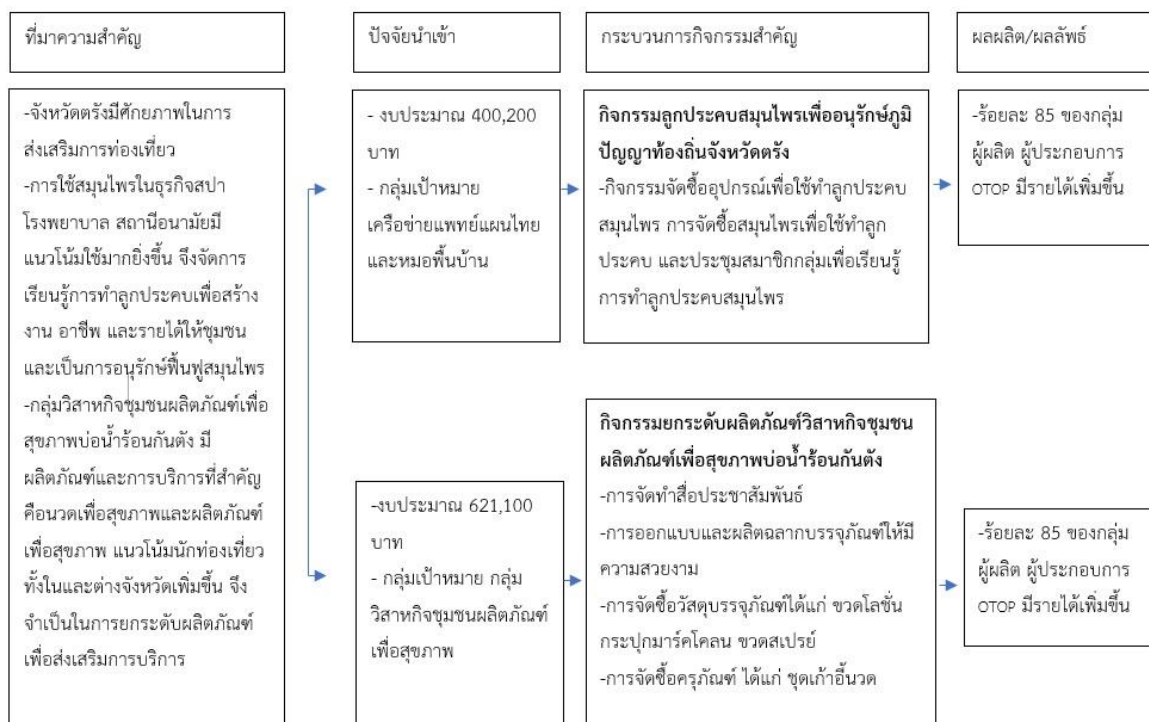 ที่มาความสำคัญ
ปัจจัยนำเข้า
กระบวนการกิจกรรมสำคัญ
ผลผลิต/ผลลัพธ์
-จังหวัดตรังมีศักยภาพในการ
ส่งเสริมการท่องเที่ยว
-การใช้สมุนไพรในธุรกิจสปา
โรงพยาบาล สถานีอนามัยมี
แนวโน้มใช้มากยิ่งขึ้น จึงจัดการ
เรียนรู้การทำลูกประคบเพื่อสร้าง
งาน อาชีพ และรายได้ให้ชุมชน
และเป็นการอนุรักษ์ฟื้นฟูสมุนไพร
-กลุ่มวิสาหกิจชุมชนผลิตภัณฑ์เพื่อ
สุขภาพบ่อน้ำร้อนกันตัง มี
ผลิตภัณฑ์และการบริการที่สำคัญ
คือนวดเพื่อสุขภาพและผลิตภัณฑ์
เพื่อสุขภาพ แนวโน้มนักท่องเที่ยว
ทั้งในและต่างจังหวัดเพิ่มขึ้น จึง
จำเป็นในการยกระดับผลิตภัณฑ์
เพื่อส่งเสริมการบริการ
- งบประมาณ 400,200
บาท
- กลุ่มเป้าหมาย
เครือข่ายแพทย์แผนไทย
และหมอพื้นบ้าน
กิจกรรมลูกประคบสมุนไพรเพื่ออนุรักษ์ภูมิ
ปัญญาท้องถิ่นจังหวัดตรัง
-กิจกรรมจัดซื้ออุปกรณ์เพื่อใช้ทำลูกประคบ
สมุนไพร การจัดซื้อสมุนไพรเพื่อใช้ทำลูก
ประคบ และประชุมสมาชิกกลุ่มเพื่อเรียนรู้
การทำลูกประคบสมุนไพร
-ร้อยละ 85 ของกลุ่ม
ผู้ผลิต ผู้ประกอบการ
OTOP มีรายได้เพิ่มขึ้น
-งบประมาณ 621,100
บาท
- กลุ่มเป้าหมาย กลุ่ม
วิสาหกิจชุมชนผลิตภัณฑ์
เพื่อสุขภาพ
กิจกรรมยกระดับผลิตภัณฑ์วิสาหกิจชุมชน
ผลิตภัณฑ์เพื่อสุขภาพบ่อน้ำร้อนกันตัง
-การจัดทำสื่อประชาสัมพันธ์
-การออกแบบและผลิตฉลากบรรจุภัณฑ์ให้มี
ความสวยงาม
-การจัดซื้อวัสดุบรรจุภัณฑ์ได้แก่ ขวดโลชั่น
กระปุกมาร์คโคลน ขวดสเปรย์
-การจัดซื้อครุภัณฑ์ ได้แก่ ชุดเก้าอี้นวด
-ร้อยละ 85 ของกลุ่ม
ผู้ผลิต ผู้ประกอบการ
OTOP มีรายได้เพิ่มขึ้น